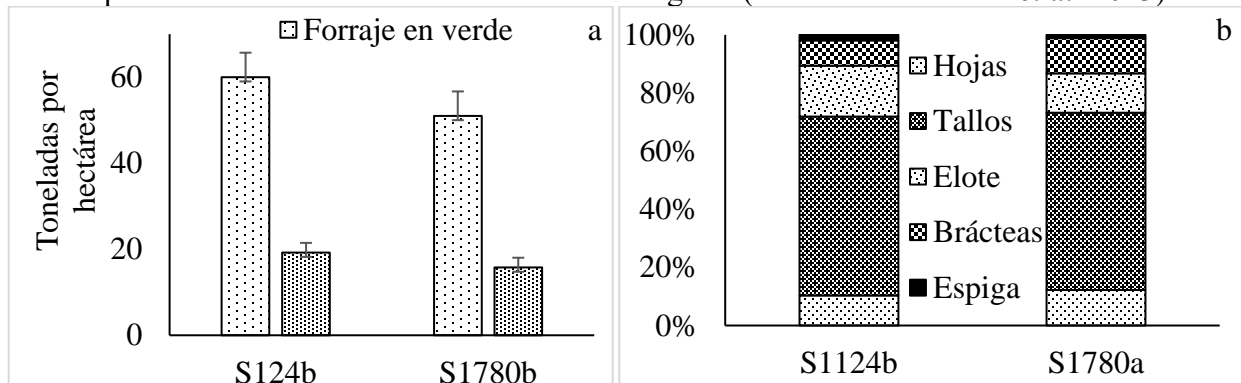 Forraje en verde
a
Toneladas por
hectárea
60
40
20
0
S124b
S1780b
b
100%
80%
60%
40%
20%
0%
Hojas
Tallos
Elote
Brácteas
Espiga
S1124b
S1780a